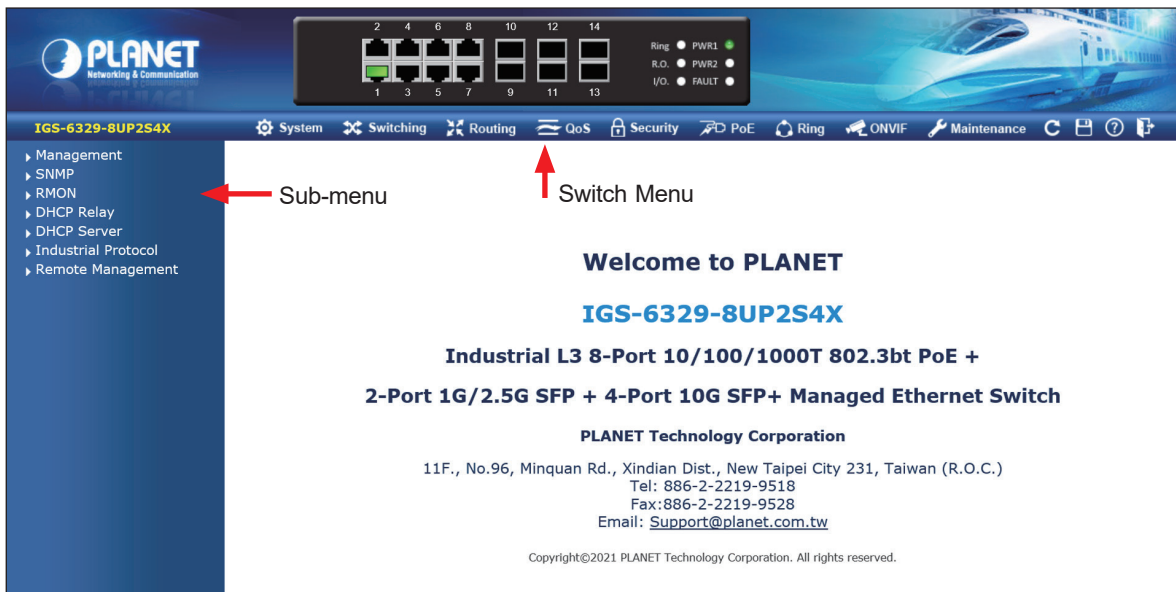 PLANET
Networking & Communication
2 4 6 8 10 12 14
1 3 5 7 9 11 13
Ring PWR1
R.O. PWR2
I/O. FAULT
IGS-6329-8UP2S4X
System Switching Routing QoS Security PoE Ring ONVIF Maintenance
Management
SNMP
RMON
DHCP Relay
DHCP Server
Industrial Protocol
Remote Management
Sub-menu
Switch Menu
Welcome to PLANET
IGS-6329-8UP2S4X
Industrial L3 8-Port 10/100/1000T 802.3bt PoE +
2-Port 1G/2.5G SFP + 4-Port 10G SFP+ Managed Ethernet Switch
PLANET Technology Corporation
11F., No.96, Minquan Rd., Xindian Dist., New Taipei City 231, Taiwan (R.O.C.)
Tel: 886-2-2219-9518
Fax:886-2-2219-9528
Email: Support@planet.com.tw
Copyright©2021 PLANET Technology Corporation. All rights reserved.